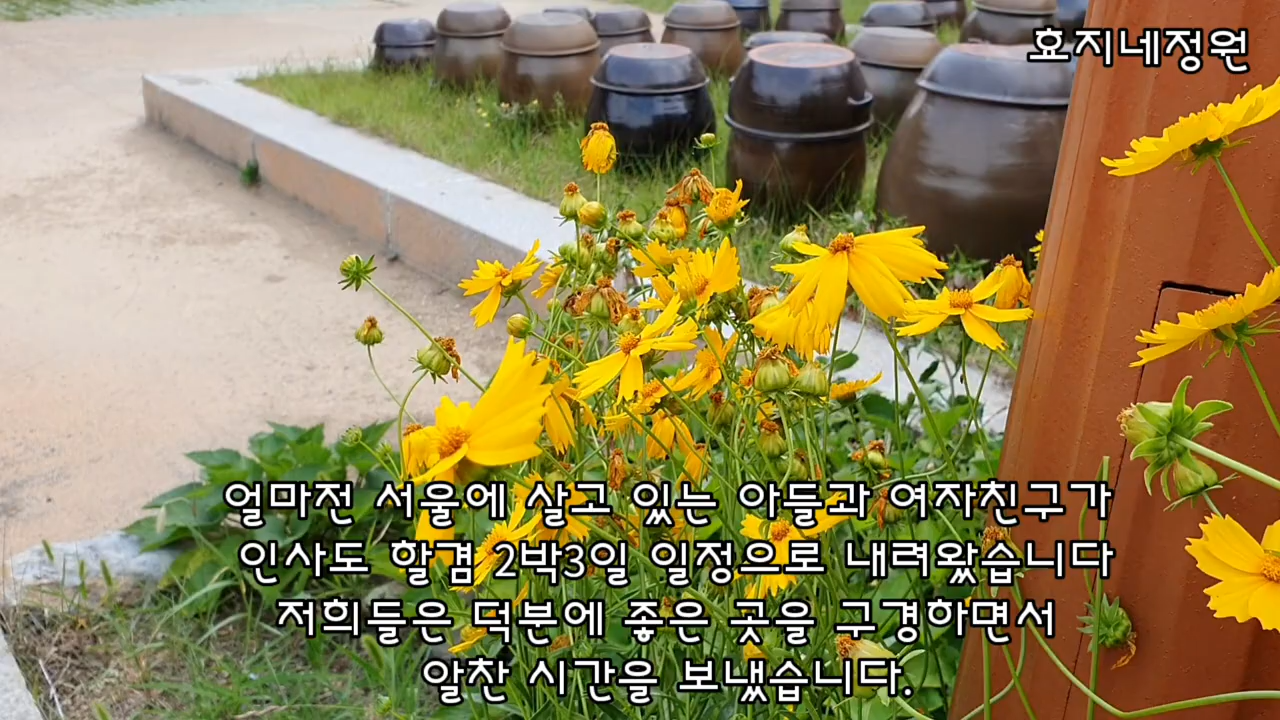 효지네정원
얼마전 서울에 살고 있는 아들과 여자친구가
인사도 할겸 2박3일 일정으로 내려왔습니다
저희들은 덕분에 좋은 곳을 구경하면서
알찬 시간을 보냈습니다.